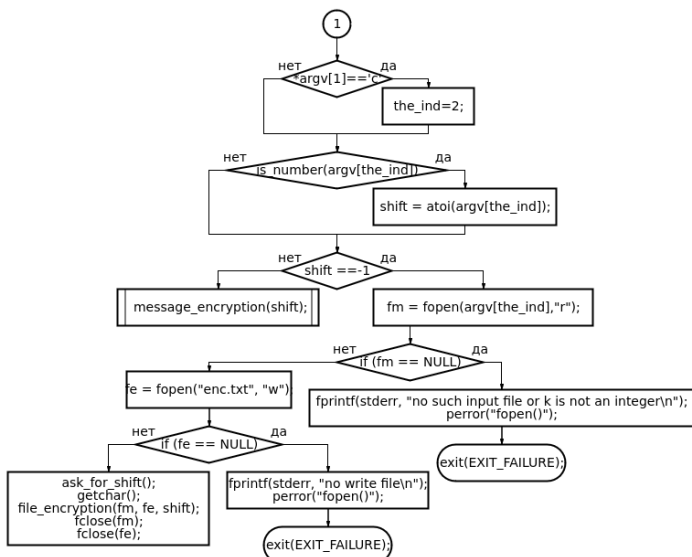 1
нет
да
*argv[1]=='c'
the_ind=2;
нет
да
is_number(argv[the_ind])
shift = atoi(argv[the_ind]);
нет
да
shift ==-1
message_encryption(shift);
fm = fopen(argv[the_ind],"r");
нет
да
if (fm == NULL)
fe = fopen("enc.txt", "w");
fprintf(stderr, "no such input file or k is not an integer\n");
perror("fopen()");
нет
да
if (fe == NULL)
exit(EXIT_FAILURE);
ask_for_shift();
getchar();
file_encryption(fm, fe, shift);
fclose(fm);
fclose(fe);
fprintf(stderr, "no write file\n");
perror("fopen()");
exit(EXIT_FAILURE);